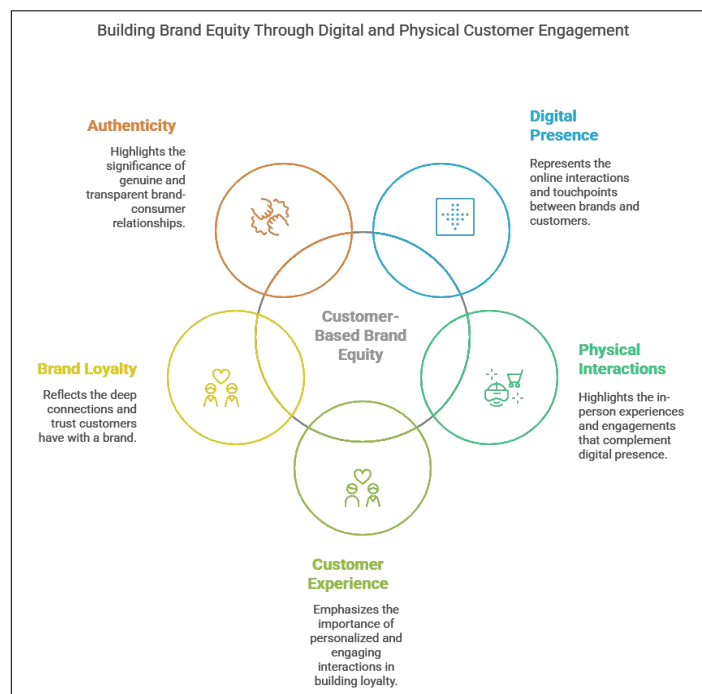 Building Brand Equity Through Digital and Physical Customer Engagement
Authenticity
Highlights the
significance of
genuine and
transparent brand-
consumer
relationships.
Digital
Presence
Represents the
online interactions
and touchpoints
between brands and
customers.
Customer-
Based Brand
Equity
Brand Loyalty
Reflects the deep
connections and
trust customers
have with a brand.
Physical
Interactions
Highlights the in-
person experiences
and engagements
that complement
digital presence.
Customer
Experience
Emphasizes the
importance of
personalized and
engaging
interactions in
building loyalty.